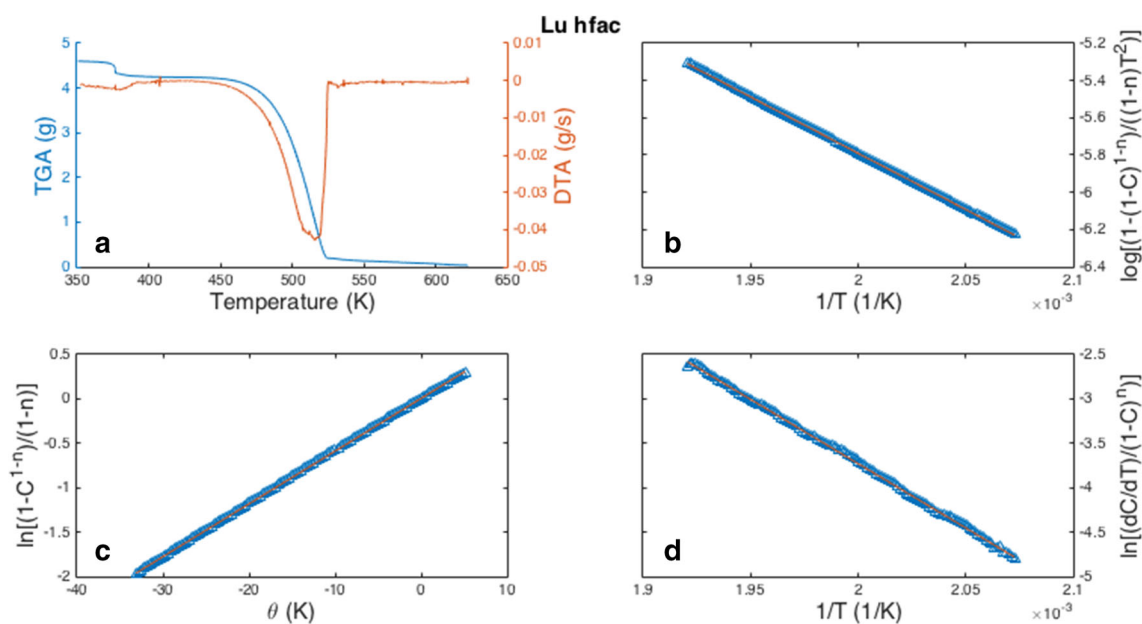 Lu hfac
5
4
3
2
1
0
TGA (g)
0.01
0
-0.01
-0.02
-0.03
-0.04
-0.05
DTA (g/s)
a
350 400 450 500 550 600 650
Temperature (K)
-5.2
-5.4
-5.6
-5.8
-6
-6.2
-6.4
log[(1-(1-C)^{1-n})/((1-n)T^2)]
b
1.9 1.95 2 2.05 2.1
1/T (1/K) ×10^{-3}
0.5
0
-0.5
-1
-1.5
-2
ln[(1-C^{1-n})/(1-n)]
c
-40 -30 -20 -10 0 10
θ (K)
-2.5
-3
-3.5
-4
-4.5
-5
ln[(dC/dT)/(1-C)^n)]
d
1.9 1.95 2 2.05 2.1
1/T (1/K) ×10^{-3}